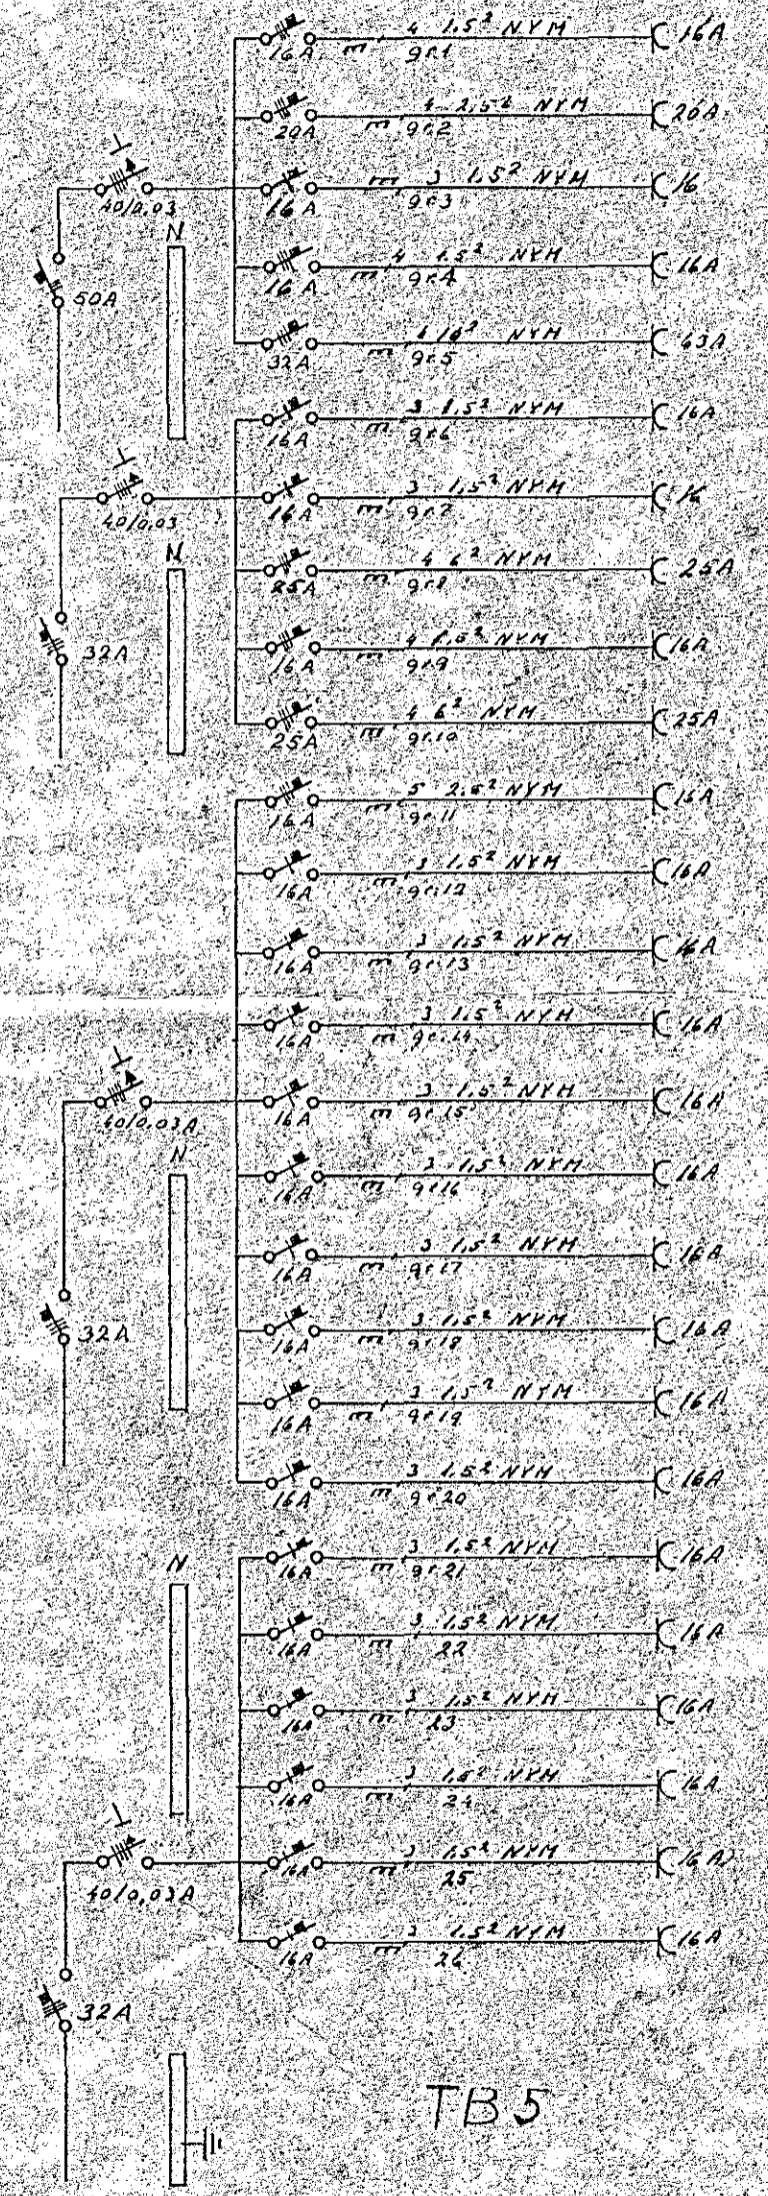 4 1.5² NYM
16A
16A
gr.1
4 2.5² NYM
20A
20A
gr.2
3 1.5² NYM
16
40/0.03
16A
gr.3
N
4 1.5² NYM
16A
50A
16A
gr.4
4 10² NYM
63A
32A
gr.5
3 1.5² NYM
16A
16A
gr.6
3 1.5² NYM
16
40/0.03
16A
gr.7
N
4 6² NYM
25A
25A
gr.8
4 1.5² NYM
16A
32A
16A
gr.9
4 6² NYM
25A
25A
gr.10
5 2.5² NYM
16A
16A
gr.11
3 1.5² NYM
16A
16A
gr.12
3 1.5² NYM
16A
16A
gr.13
3 1.5² NYM
16A
16A
gr.14
3 1.5² NYM
16A
40/0.03A
16A
gr.15
N
3 1.5² NYM
16A
16A
gr.16
3 1.5² NYM
16A
16A
gr.17
3 1.5² NYM
16A
32A
16A
gr.18
3 1.5² NYM
16A
16A
gr.19
3 1.5² NYM
16A
16A
gr.20
N
3 1.5² NYM
16A
16A
gr.21
3 1.5² NYM
16A
16A
22
3 1.5² NYM
16A
16A
23
3 1.5² NYM
16A
16A
24
3 1.5² NYM
16A
40/0.03A
16A
25
3 1.5² NYM
16A
16A
26
32A
TB5